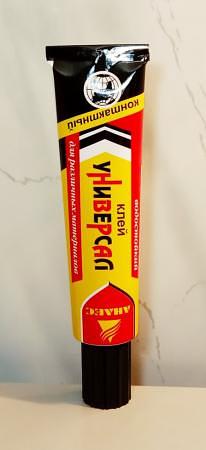 контактный
клей
УНИВЕРСАЛ
для различных материалов
водостойкий
АНЛЕС